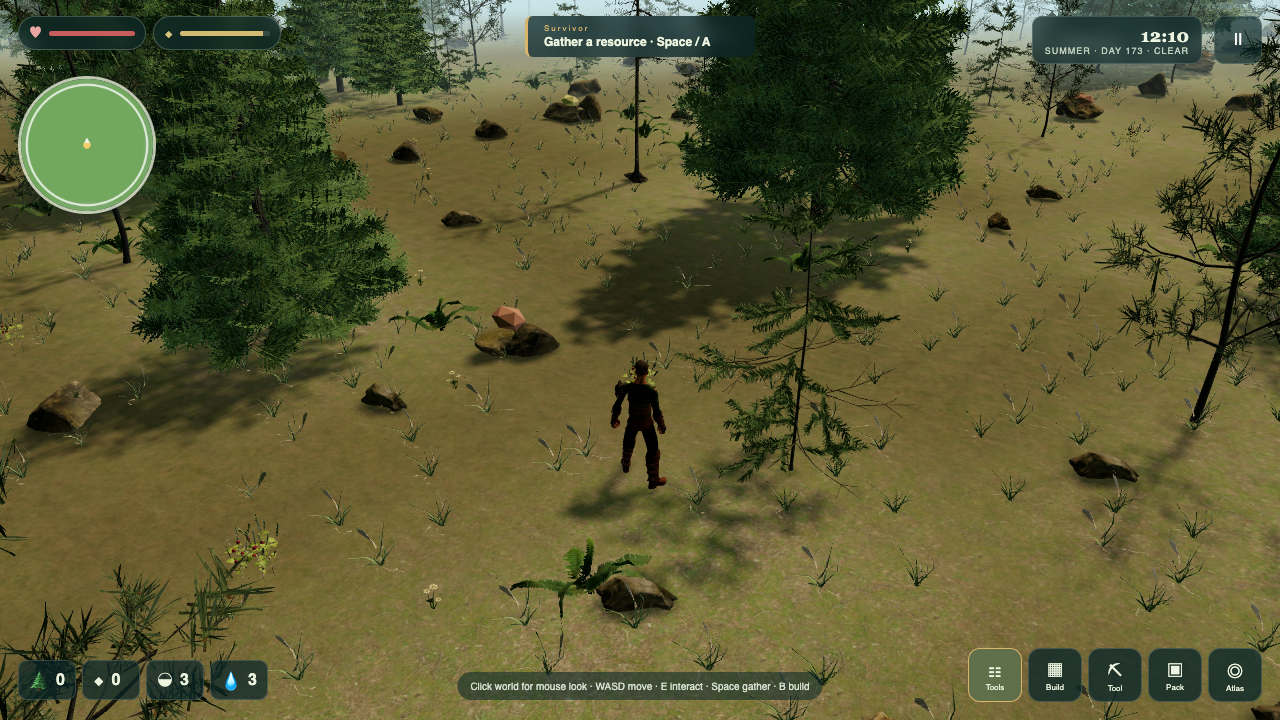 Survivor
Gather a resource · Space / A
12:10
SUMMER · DAY 173 · CLEAR
0
0
3
3
Click world for mouse look · WASD move · E interact · Space gather · B build
Tools
Build
Tool
Pack
Atlas